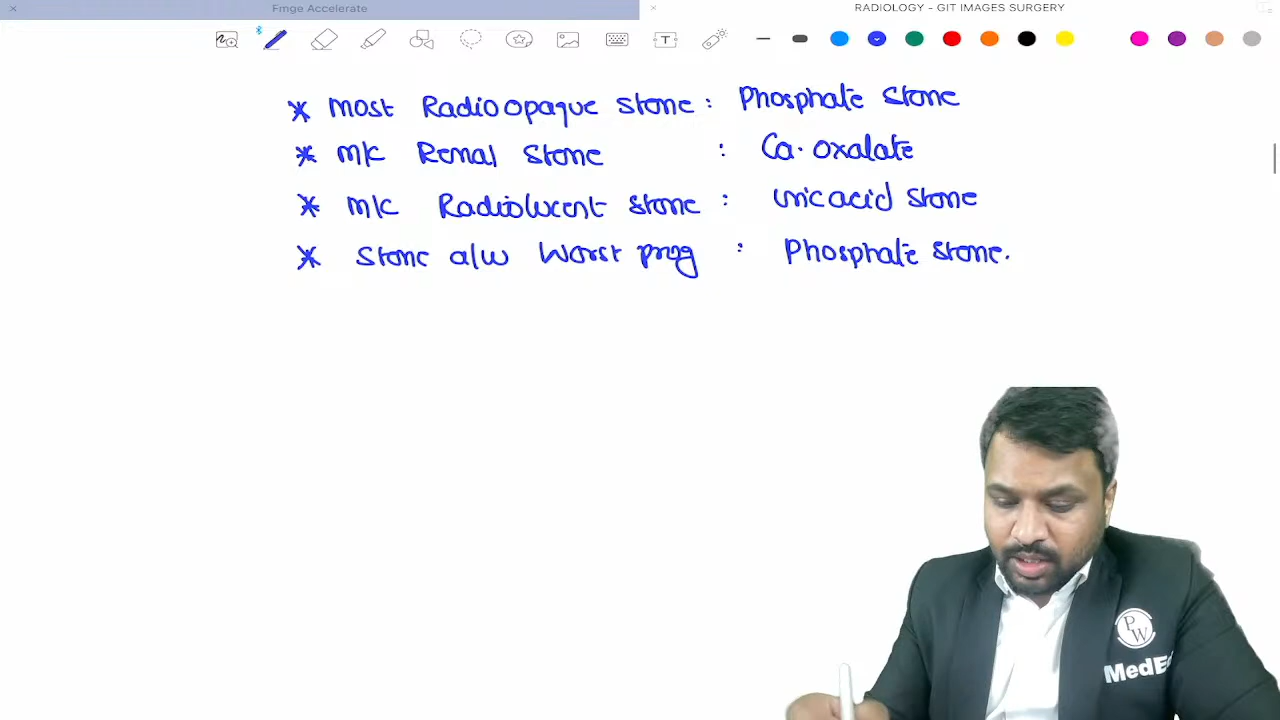 Fmge Accelerate
RADIOLOGY - GIT IMAGES SURGERY
T
* Most Radioopaque Stone : Phosphate Stone
* M/c Renal Stone : Ca. oxalate
* M/c Radiolucent Stone : Uric acid Stone
* Stone a/w Worst prog : Phosphate Stone.
PW
MedEd